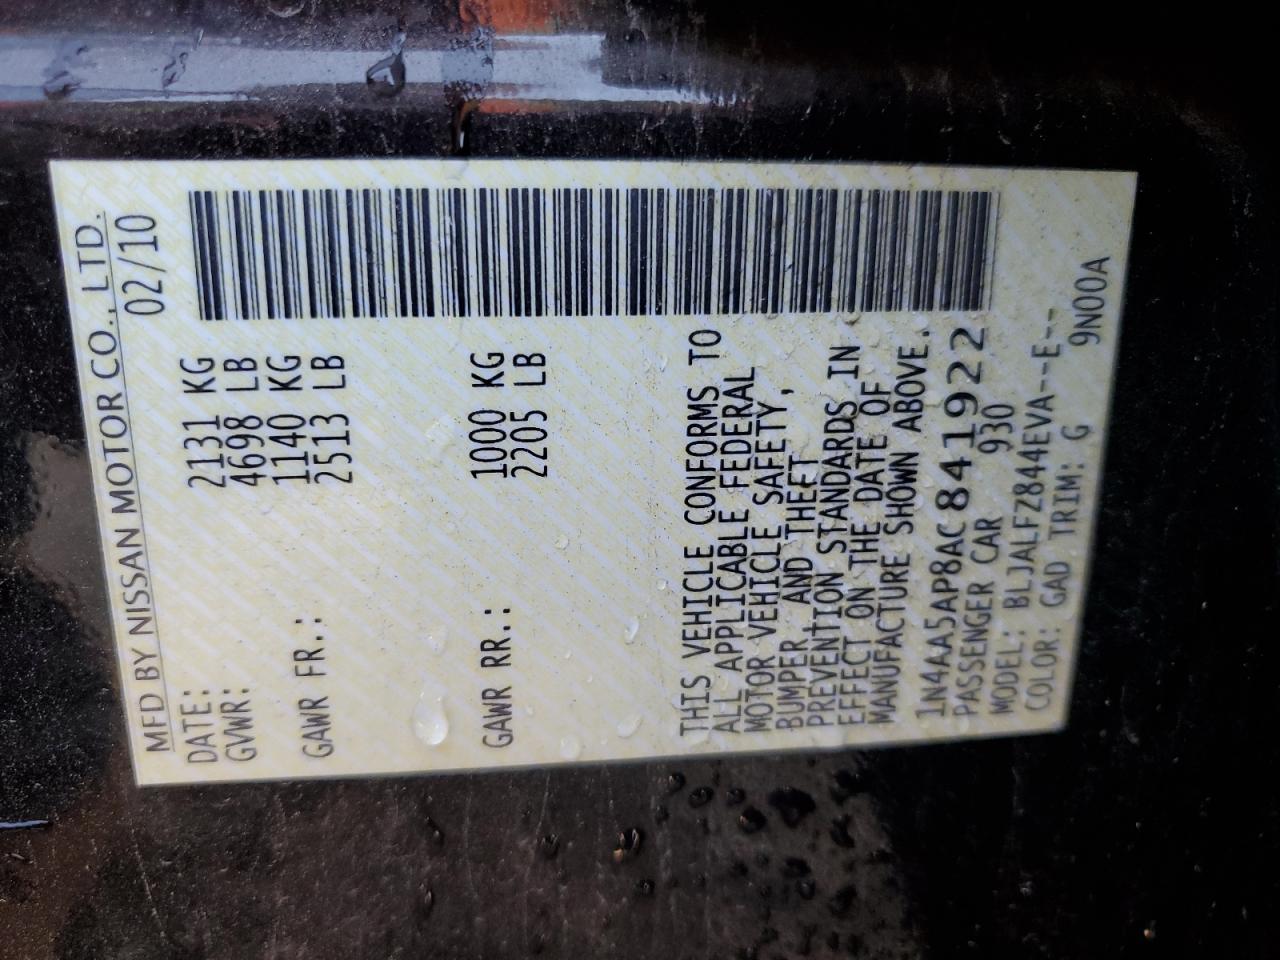 MFD BY NISSAN MOTOR CO., LTD.
DATE: 02/10
GVWR: 2131 KG
4698 LB
GAWR FR.: 1140 KG
2513 LB
GAWR RR.: 1000 KG
2205 LB
THIS VEHICLE CONFORMS TO
ALL APPLICABLE FEDERAL
MOTOR VEHICLE SAFETY,
BUMPER, AND THEFT
PREVENTION STANDARDS IN
EFFECT ON THE DATE OF
MANUFACTURE SHOWN ABOVE.
1N4AA5AP8AC841922
PASSENGER CAR 930
MODEL: BLJALFZ844EVA--E--
COLOR: GAD TRIM: G 9N00A